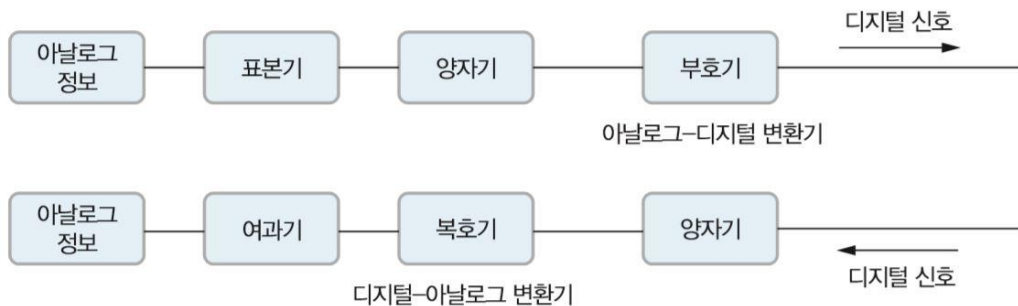 디지털 신호
아날로그
정보
표본기
양자기
부호기
아날로그–디지털 변환기
아날로그
정보
여과기
복호기
양자기
디지털 신호
디지털–아날로그 변환기